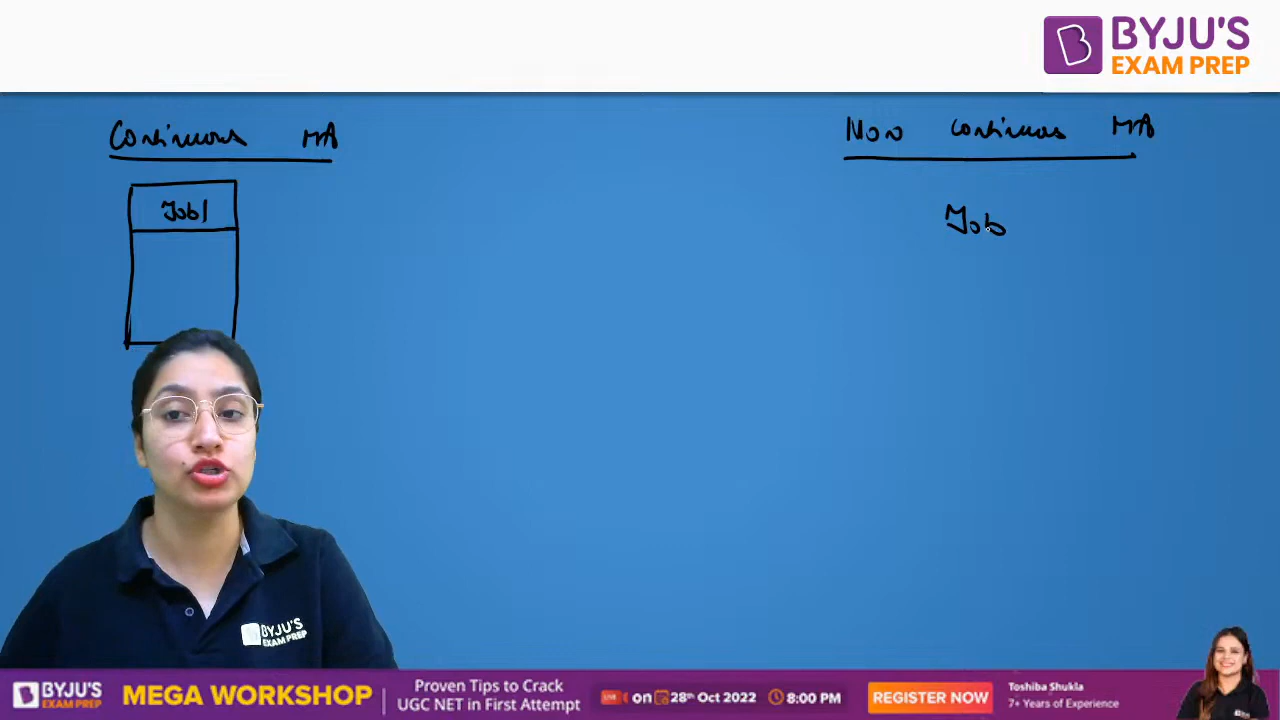 BYJU'S
EXAM PREP
Continuous MA
Non Continuous MA
Job1
Job
BYJU'S
EXAM PREP
BYJU'S
EXAM PREP
MEGA WORKSHOP
Proven Tips to Crack
UGC NET in First Attempt
LIVE on 28th Oct 2022 8:00 PM
REGISTER NOW
Toshiba Shukla
7+ Years of Experience